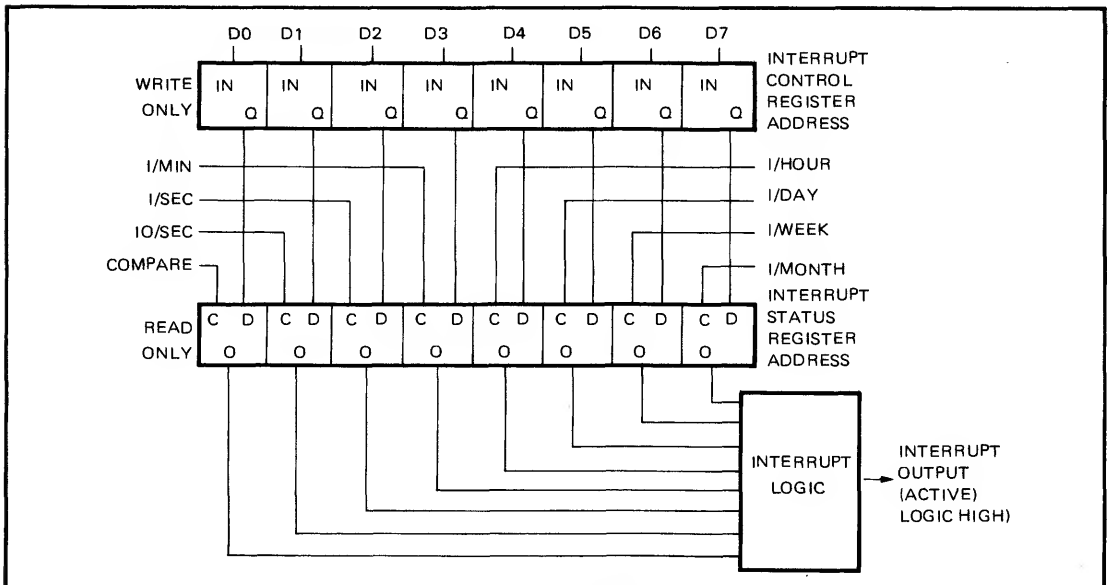 D0 D1 D2 D3 D4 D5 D6 D7
WRITE
ONLY
IN IN IN IN IN IN IN IN
Q Q Q Q Q Q Q Q
INTERRUPT
CONTROL
REGISTER
ADDRESS
I/MIN
I/SEC
IO/SEC
COMPARE
I/HOUR
I/DAY
I/WEEK
I/MONTH
READ
ONLY
C D C D C D C D C D C D C D C D
O O O O O O O O
INTERRUPT
STATUS
REGISTER
ADDRESS
INTERRUPT
LOGIC
INTERRUPT
OUTPUT
(ACTIVE)
LOGIC HIGH)